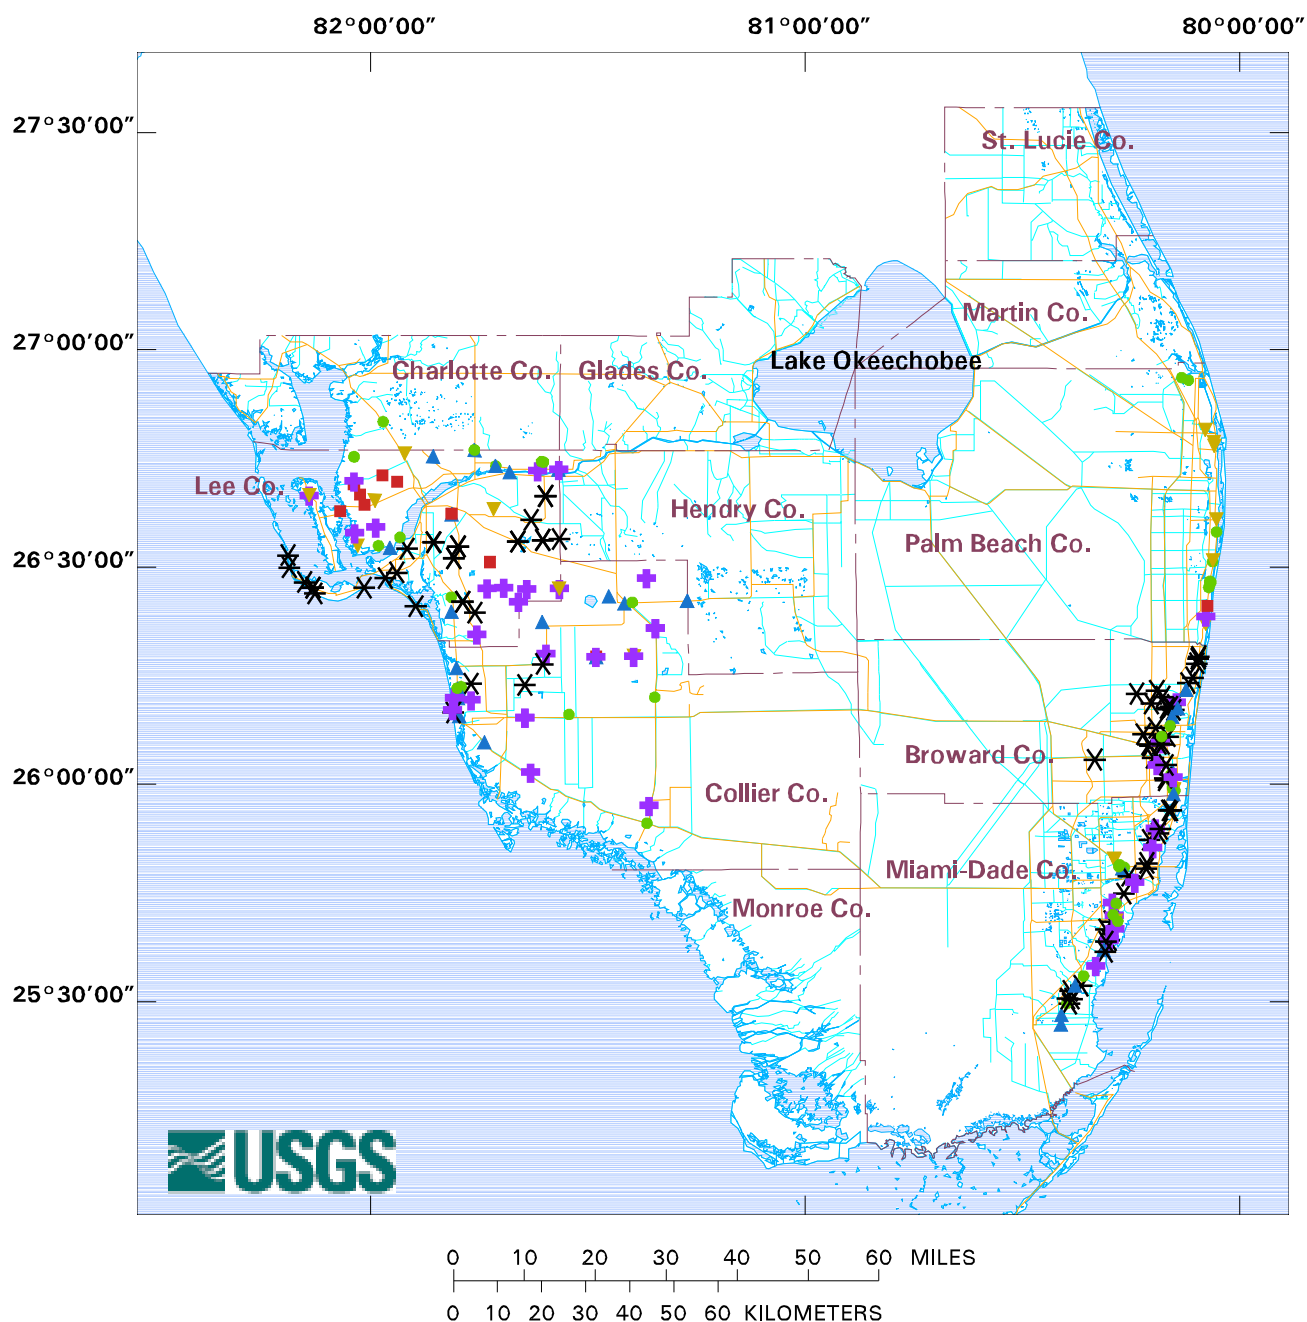 82°00′00″ 81°00′00″ 80°00′00″
27°30′00″
St. Lucie Co.
Martin Co.
27°00′00″
Lake Okeechobee
Charlotte Co. Glades Co.
Lee Co.
Hendry Co.
Palm Beach Co.
26°30′00″
Broward Co.
26°00′00″
Collier Co.
Miami-Dade Co.
Monroe Co.
25°30′00″
USGS
0 10 20 30 40 50 60 MILES
0 10 20 30 40 50 60 KILOMETERS